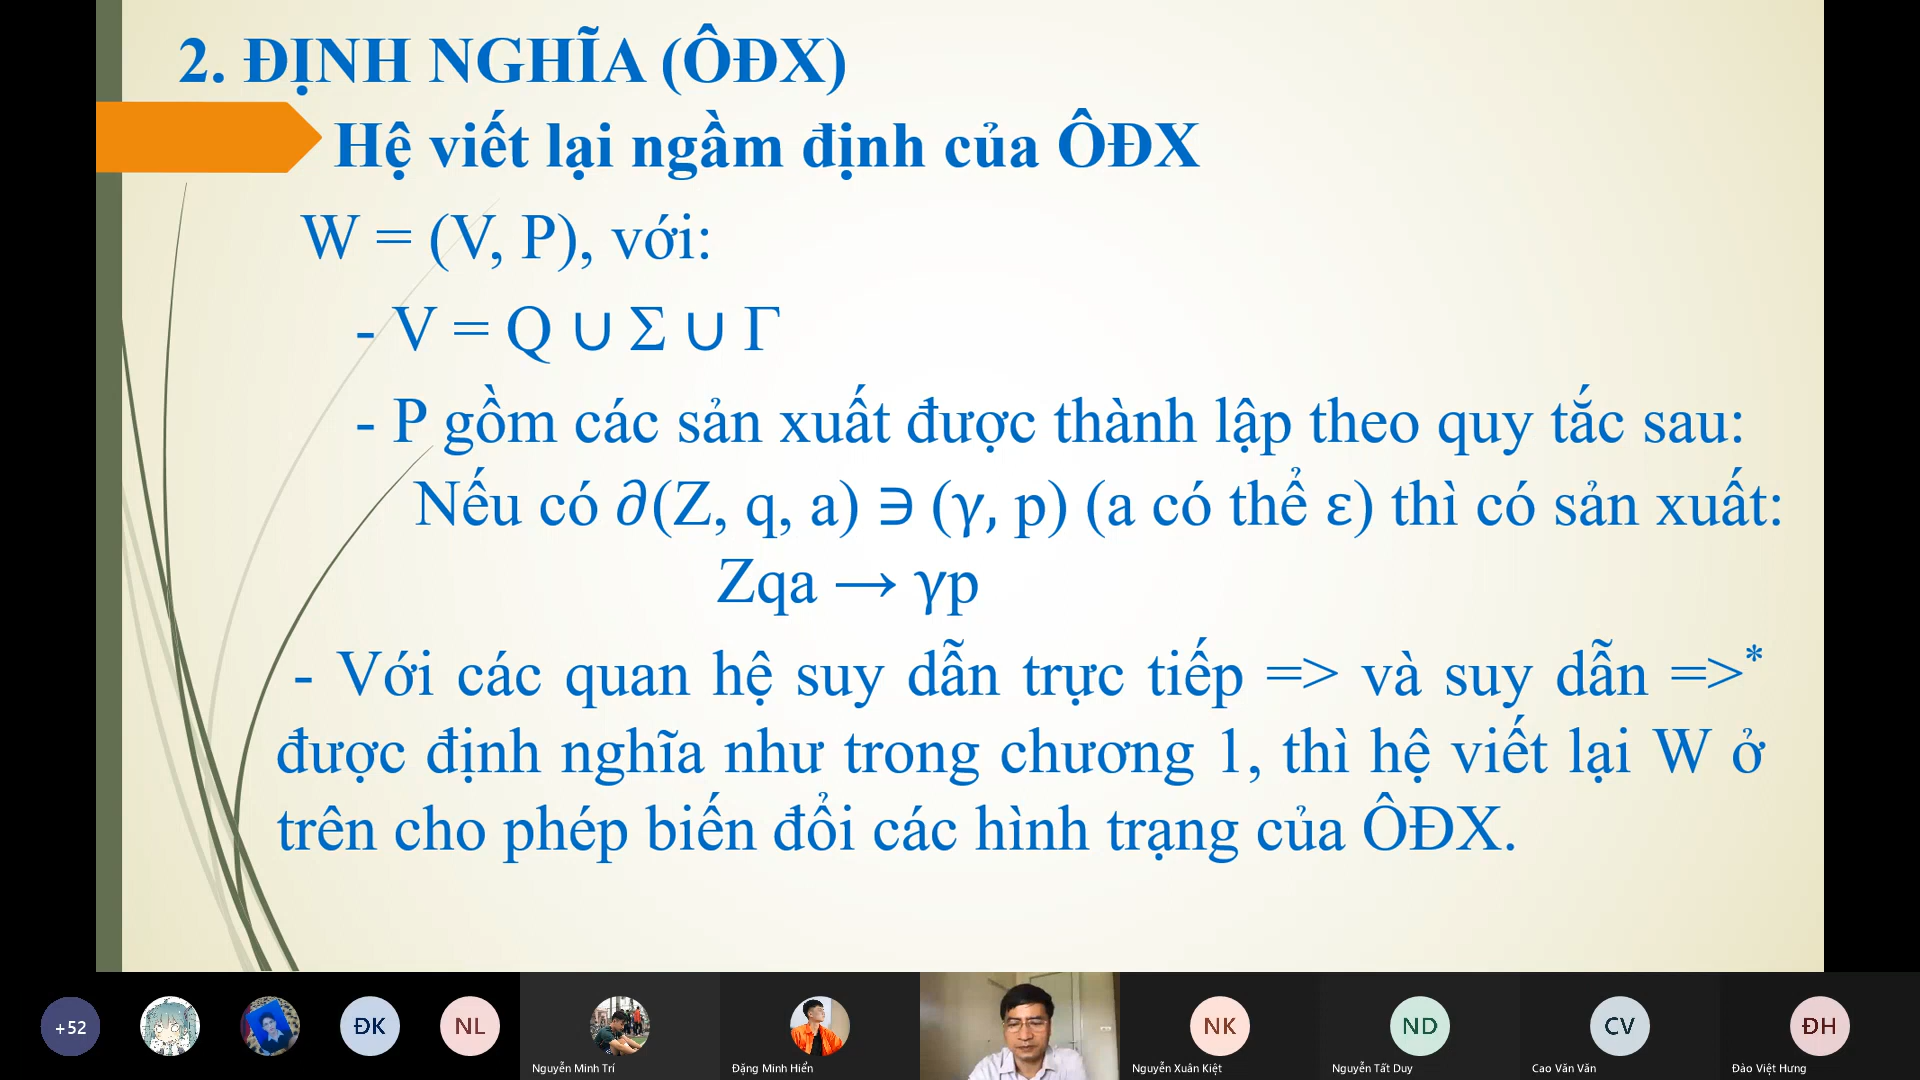 2. ĐỊNH NGHĨA (ÔĐX)
Hệ viết lại ngầm định của ÔĐX
W = (V, P), với:
- V = Q ∪ Σ ∪ Γ
- P gồm các sản xuất được thành lập theo quy tắc sau:
Nếu có ∂(Z, q, a) ∋ (γ, p) (a có thể ε) thì có sản xuất:
Zqa → γp
- Với các quan hệ suy dẫn trực tiếp => và suy dẫn =>*
được định nghĩa như trong chương 1, thì hệ viết lại W ở
trên cho phép biến đổi các hình trạng của ÔĐX.
+52
ĐK
NL
NK
ND
CV
ĐH
Nguyễn Minh Trí
Đặng Minh Hiển
Nguyễn Xuân Kiệt
Nguyễn Tất Duy
Cao Văn Văn
Đào Việt Hưng